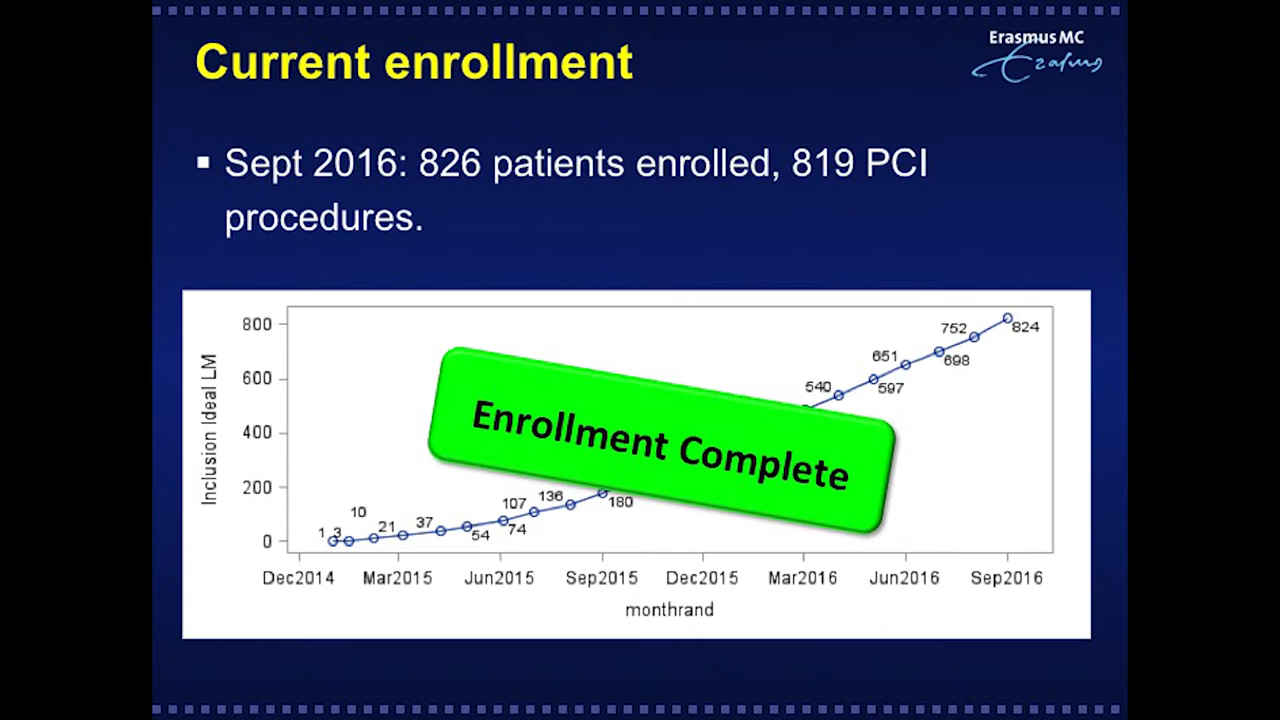 Current enrollment
Erasmus MC
Erasmus
▪ Sept 2016: 826 patients enrolled, 819 PCI
procedures.
800
600
400
200
0
Inclusion Ideal LM
1
3
10
21
37
54
74
107
136
180
540
597
651
698
752
824
Enrollment Complete
Dec2014 Mar2015 Jun2015 Sep2015 Dec2015 Mar2016 Jun2016 Sep2016
monthrand